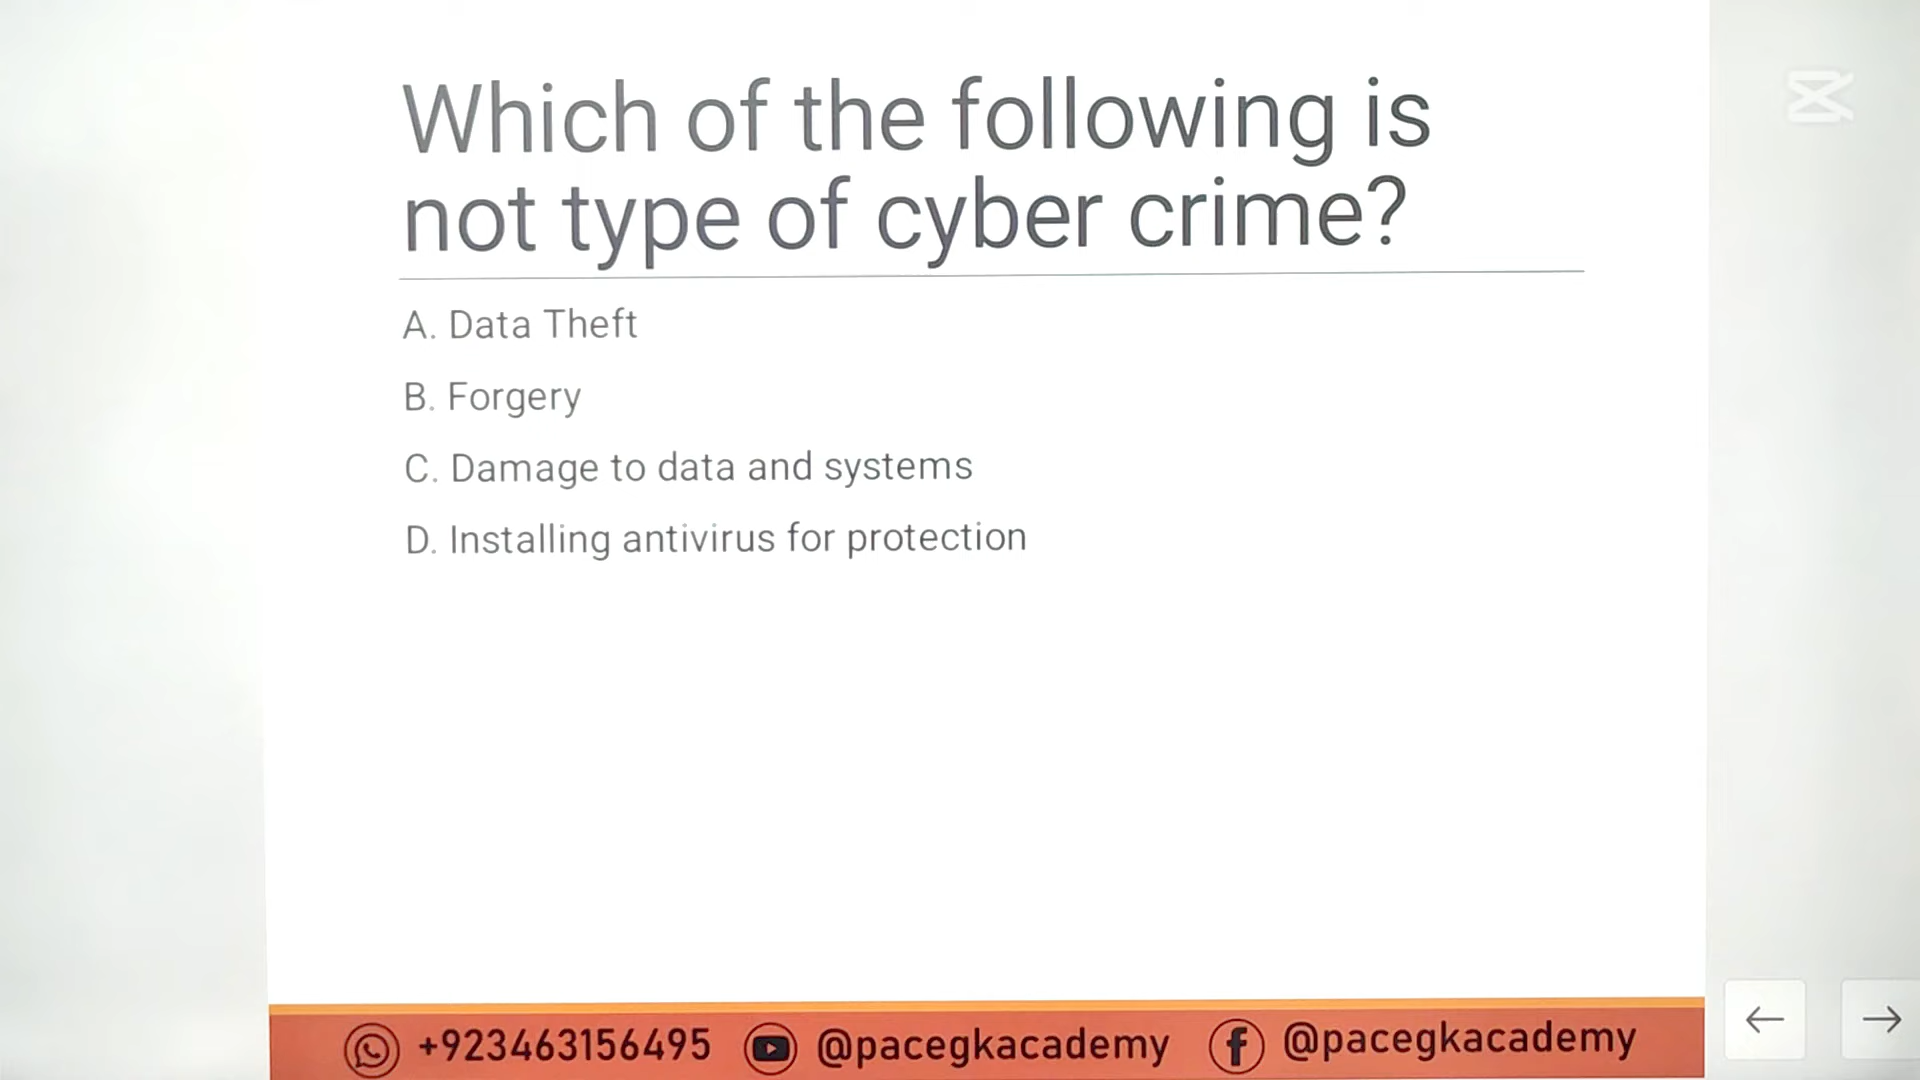 Which of the following is
not type of cyber crime?
A. Data Theft
B. Forgery
C. Damage to data and systems
D. Installing antivirus for protection
+923463156495 @pacegkacademy @pacegkacademy